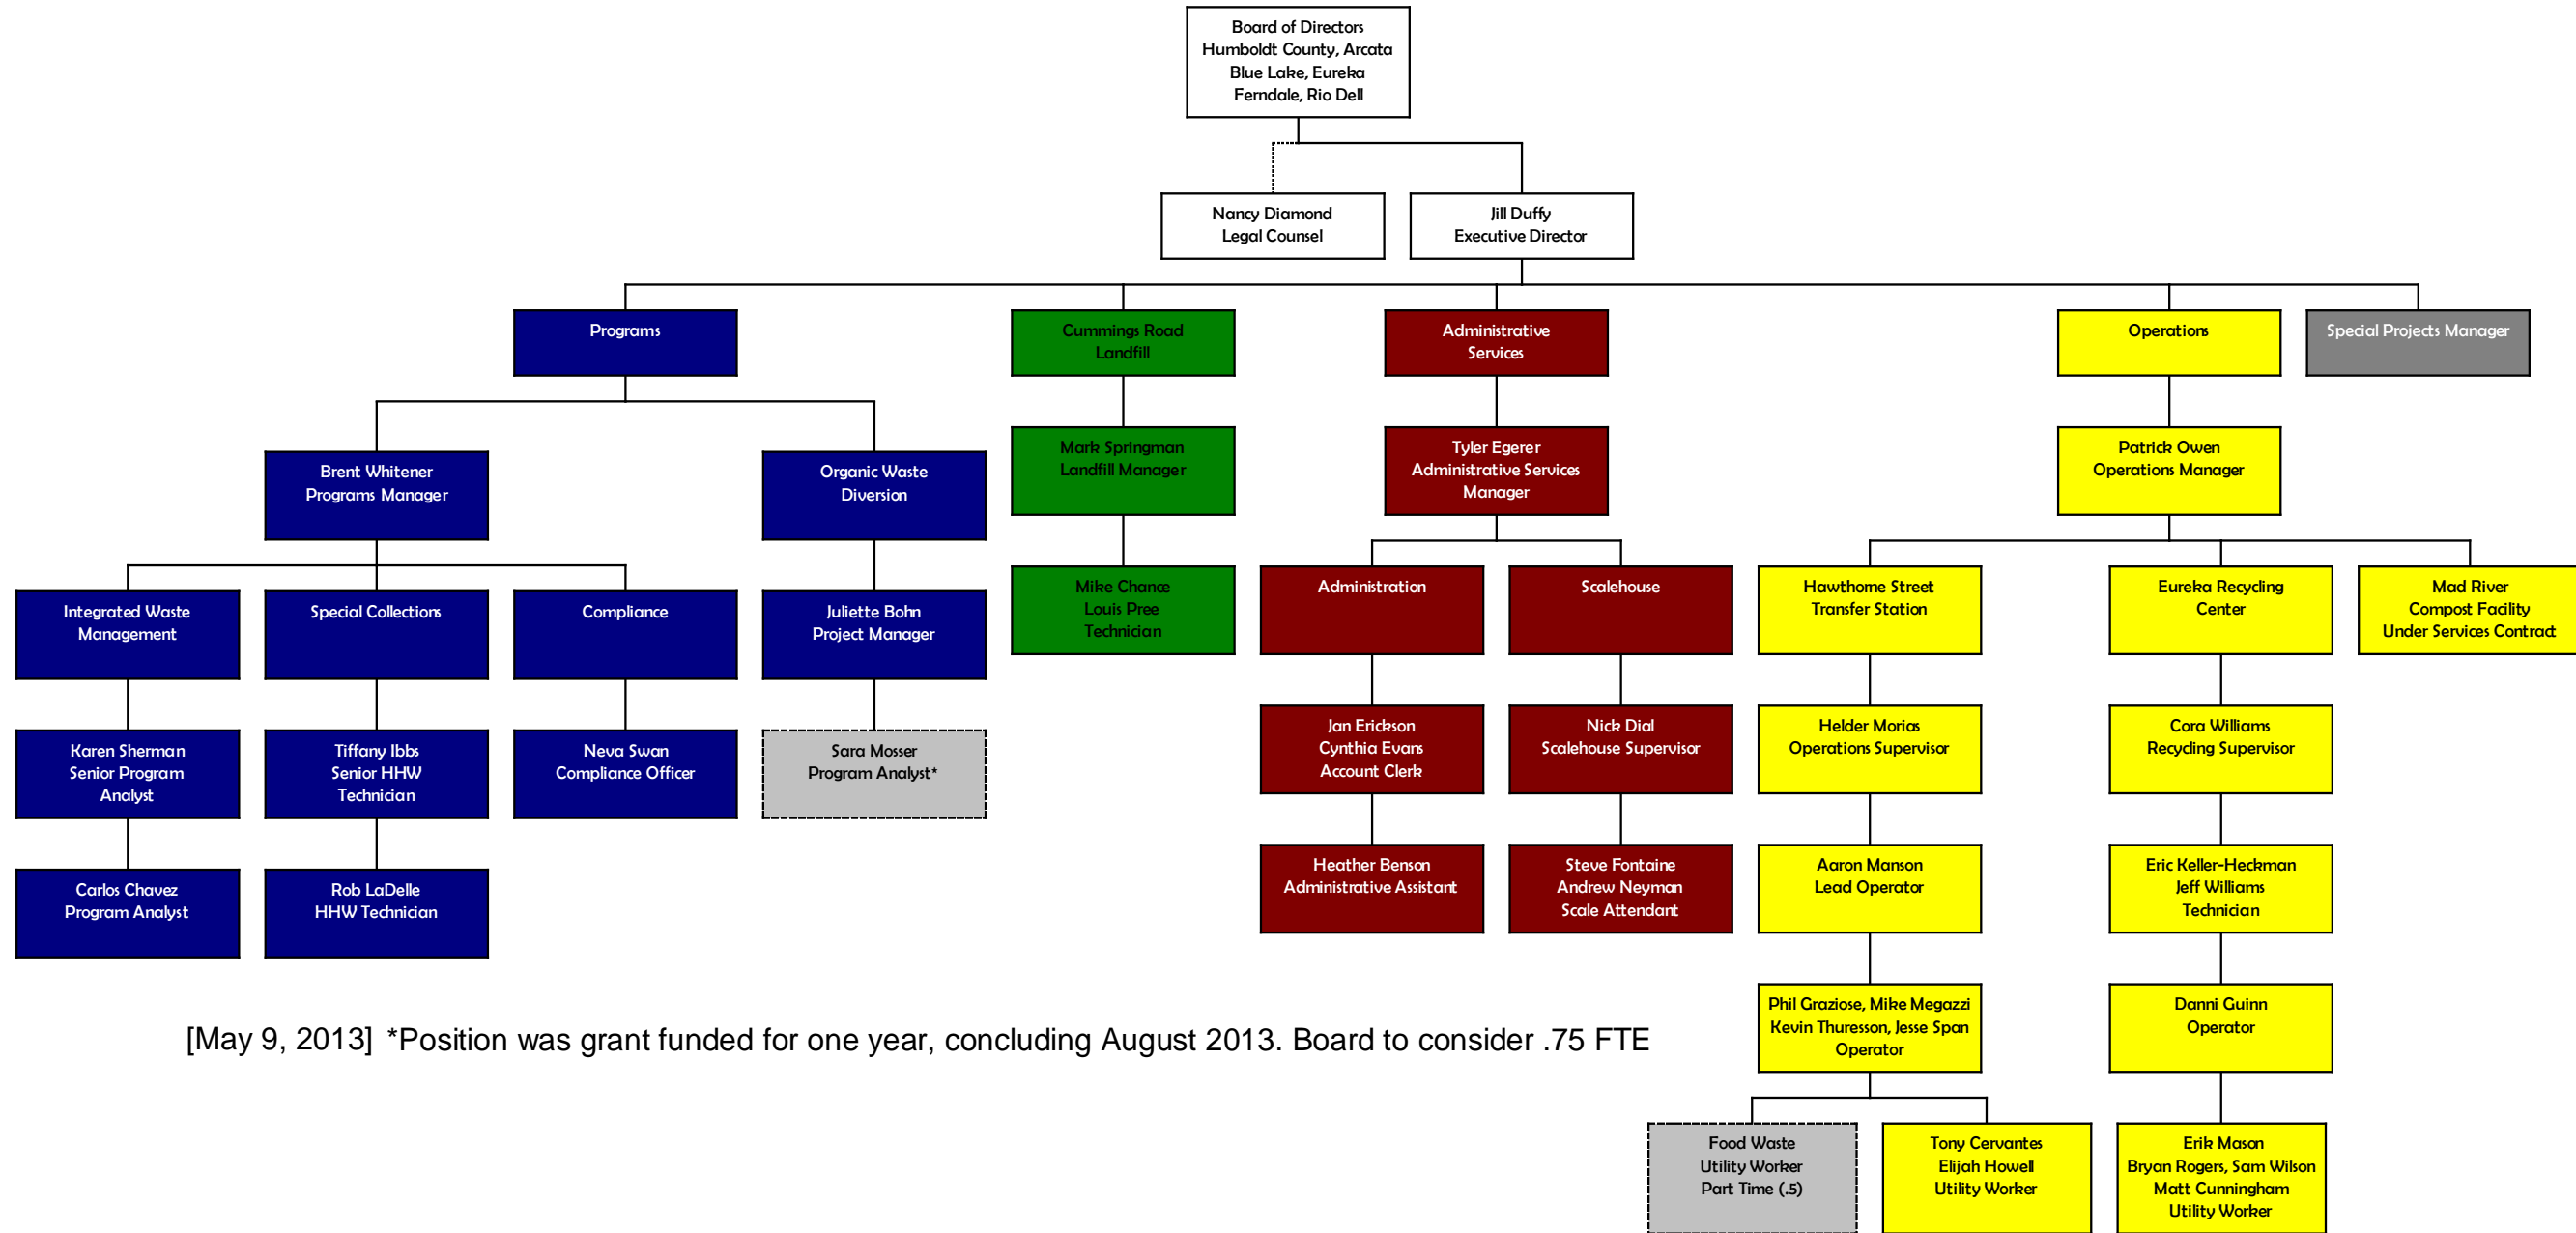 Board of Directors
Humboldt County, Arcata
Blue Lake, Eureka
Ferndale, Rio Dell
Nancy Diamond
Legal Counsel
Jill Duffy
Executive Director
Programs
Cummings Road
Landfill
Administrative
Services
Operations
Special Projects Manager
Brent Whitener
Programs Manager
Organic Waste
Diversion
Mark Springman
Landfill Manager
Tyler Egerer
Administrative Services
Manager
Patrick Owen
Operations Manager
Integrated Waste
Management
Special Collections
Compliance
Juliette Bohn
Project Manager
Mike Chance
Louis Pree
Technician
Administration
Scalehouse
Hawthorne Street
Transfer Station
Eureka Recycling
Center
Mad River
Compost Facility
Under Services Contract
Karen Sherman
Senior Program
Analyst
Tiffany Ibbs
Senior HHW
Technician
Neva Swan
Compliance Officer
Sara Mosser
Program Analyst*
Jan Erickson
Cynthia Evans
Account Clerk
Nick Dial
Scalehouse Supervisor
Helder Morias
Operations Supervisor
Cora Williams
Recycling Supervisor
Carlos Chavez
Program Analyst
Rob LaDelle
HHW Technician
Heather Benson
Administrative Assistant
Steve Fontaine
Andrew Neyman
Scale Attendant
Aaron Manson
Lead Operator
Eric Keller-Heckman
Jeff Williams
Technician
Phil Graziose, Mike Megazzi
Kevin Thuresson, Jesse Span
Operator
Danni Guinn
Operator
[May 9, 2013] *Position was grant funded for one year, concluding August 2013. Board to consider .75 FTE
Food Waste
Utility Worker
Part Time (.5)
Tony Cervantes
Elijah Howell
Utility Worker
Erik Mason
Bryan Rogers, Sam Wilson
Matt Cunningham
Utility Worker